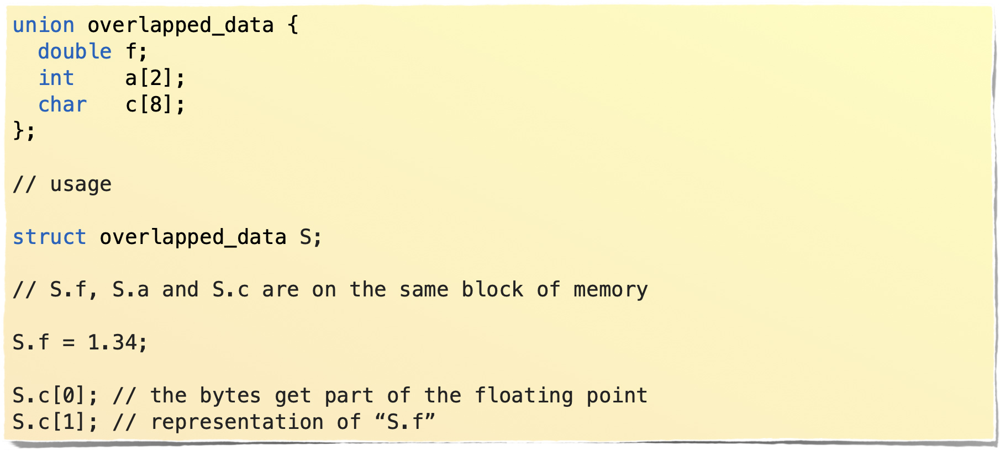 union overlapped_data {
  double f;
  int    a[2];
  char   c[8];
};

// usage

struct overlapped_data S;

// S.f, S.a and S.c are on the same block of memory

S.f = 1.34;

S.c[0]; // the bytes get part of the floating point
S.c[1]; // representation of “S.f”